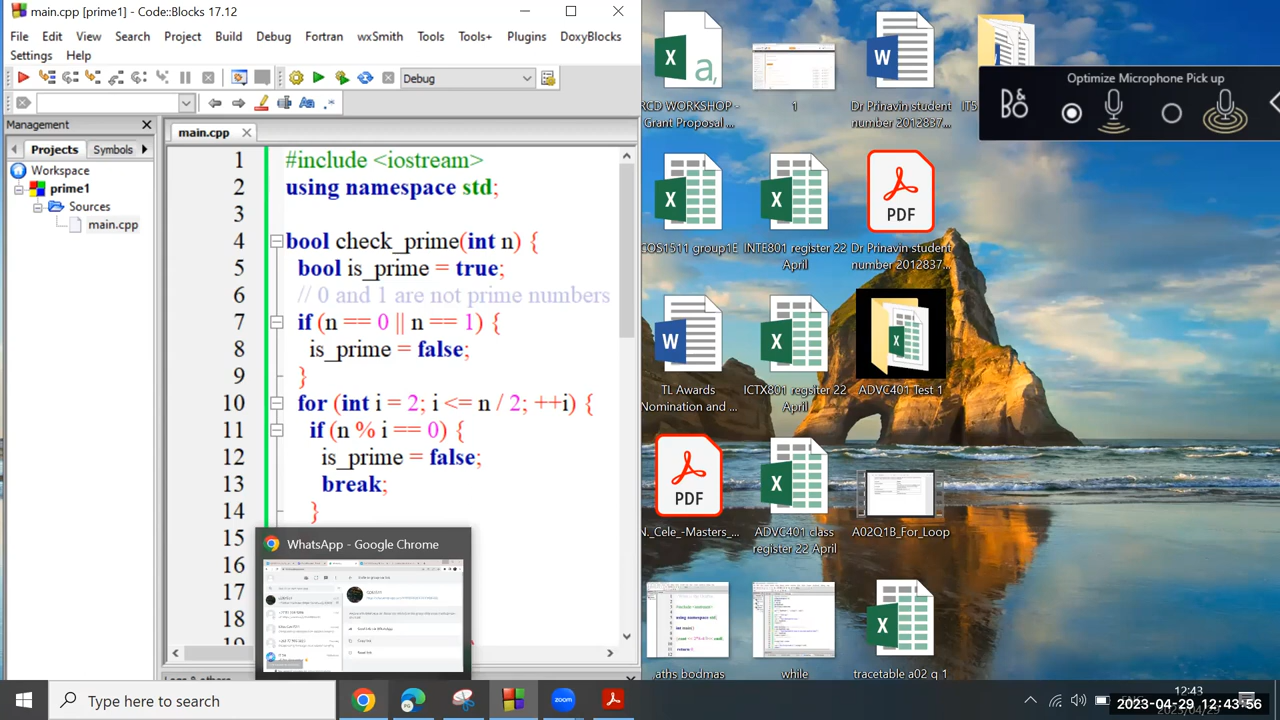 main.cpp [prime1] - Code::Blocks 17.12
File Edit View Search Project Build Debug Fortran wxSmith Tools Tools+ Plugins DoxyBlocks
Settings Help
Debug
Management
Projects Symbols
Workspace
prime1
Sources
main.cpp
main.cpp
1 #include <iostream>
2 using namespace std;
3
4 bool check_prime(int n) {
5 bool is_prime = true;
6 // 0 and 1 are not prime numbers
7 if (n == 0 || n == 1) {
8 is_prime = false;
9 }
10 for (int i = 2; i <= n / 2; ++i) {
11 if (n % i == 0) {
12 is_prime = false;
13 break;
14 }
15
16
17
18
WhatsApp - Google Chrome
Type here to search
RCD WORKSHOP -
Grant Proposal ...
1
Dr Prinavin student
number 2012837...
IT5
Optimize Microphone Pick up
COS1511 group1E
INTE801 register 22
April
PDF
Dr Prinavin student
number 2012837...
TL Awards
Nomination and ...
ICTX801 regsiter 22
April
ADVC401 Test 1
PDF
N._Cele_-Masters_...
ADVC401 class
register 22 April
A02Q1B_For_Loop
aths bodmas
while
tracetable a02 q 1
zoom
12:43
2023-04-29 12:43:56